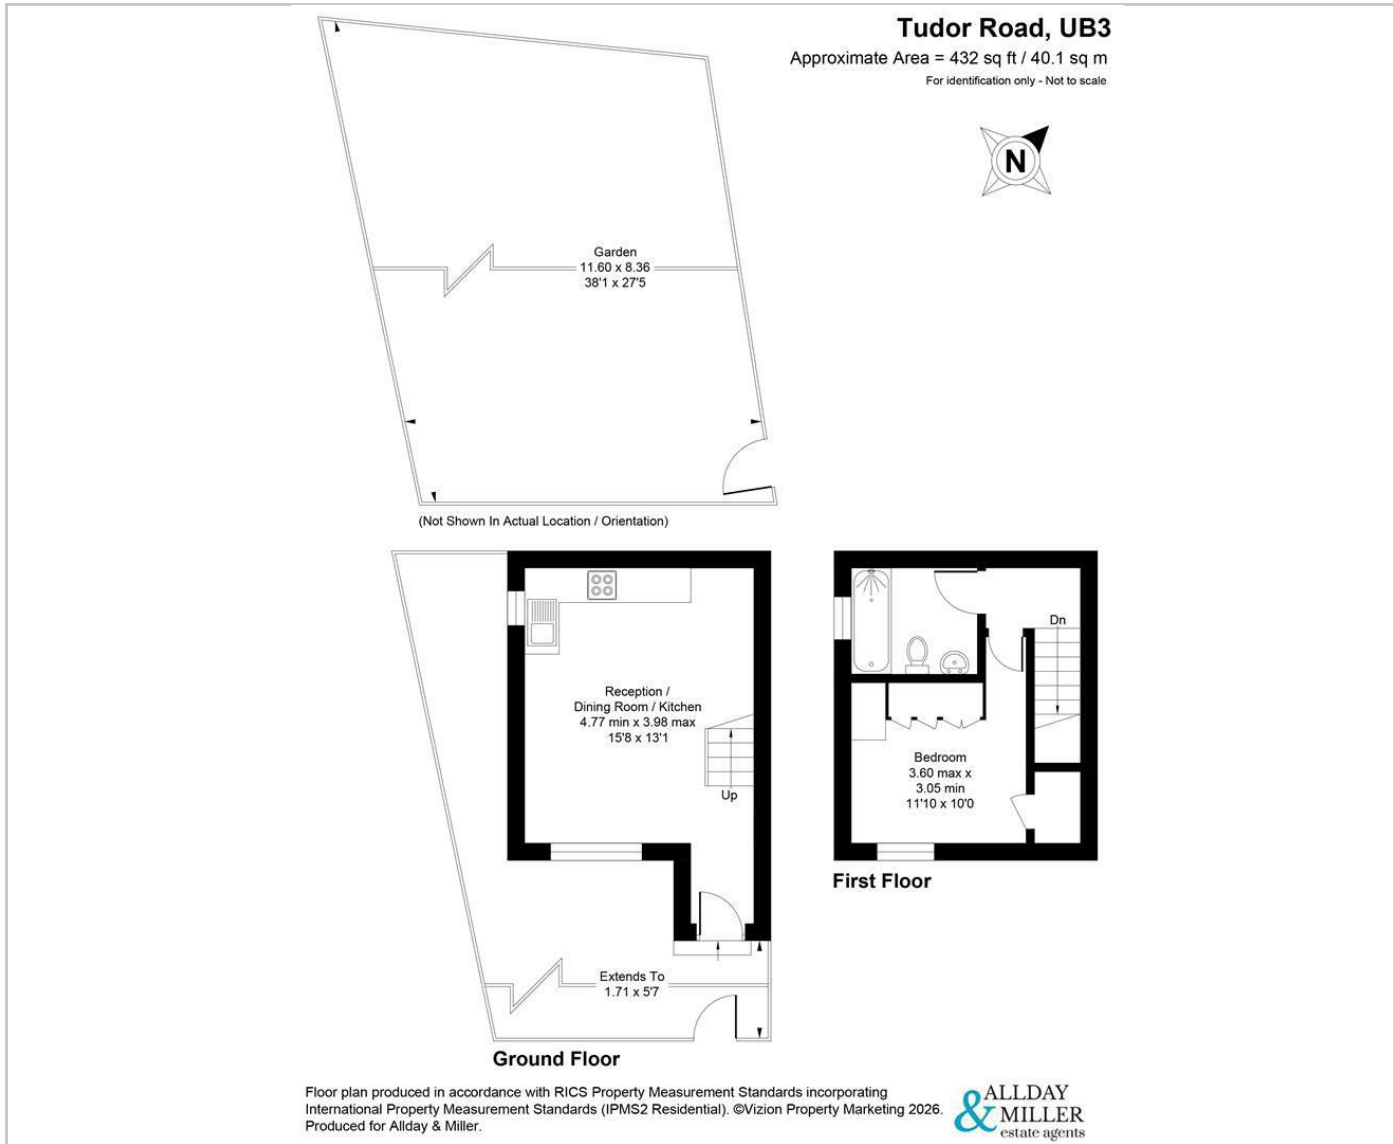 Tudor Road, UB3
Approximate Area = 432 sq ft / 40.1 sq m
For identification only - Not to scale
N
Garden
11.60 x 8.36
38'1 x 27'5
(Not Shown In Actual Location / Orientation)
Reception /
Dining Room / Kitchen
4.77 min x 3.98 max
15'8 x 13'1
Up
Extends To
1.71 x 5'7
Ground Floor
Dn
Bedroom
3.60 max x
3.05 min
11'10 x 10'0
First Floor
Floor plan produced in accordance with RICS Property Measurement Standards incorporating
International Property Measurement Standards (IPMS2 Residential). ©Vizion Property Marketing 2026.
Produced for Allday & Miller.
ALLDAY
& MILLER
estate agents